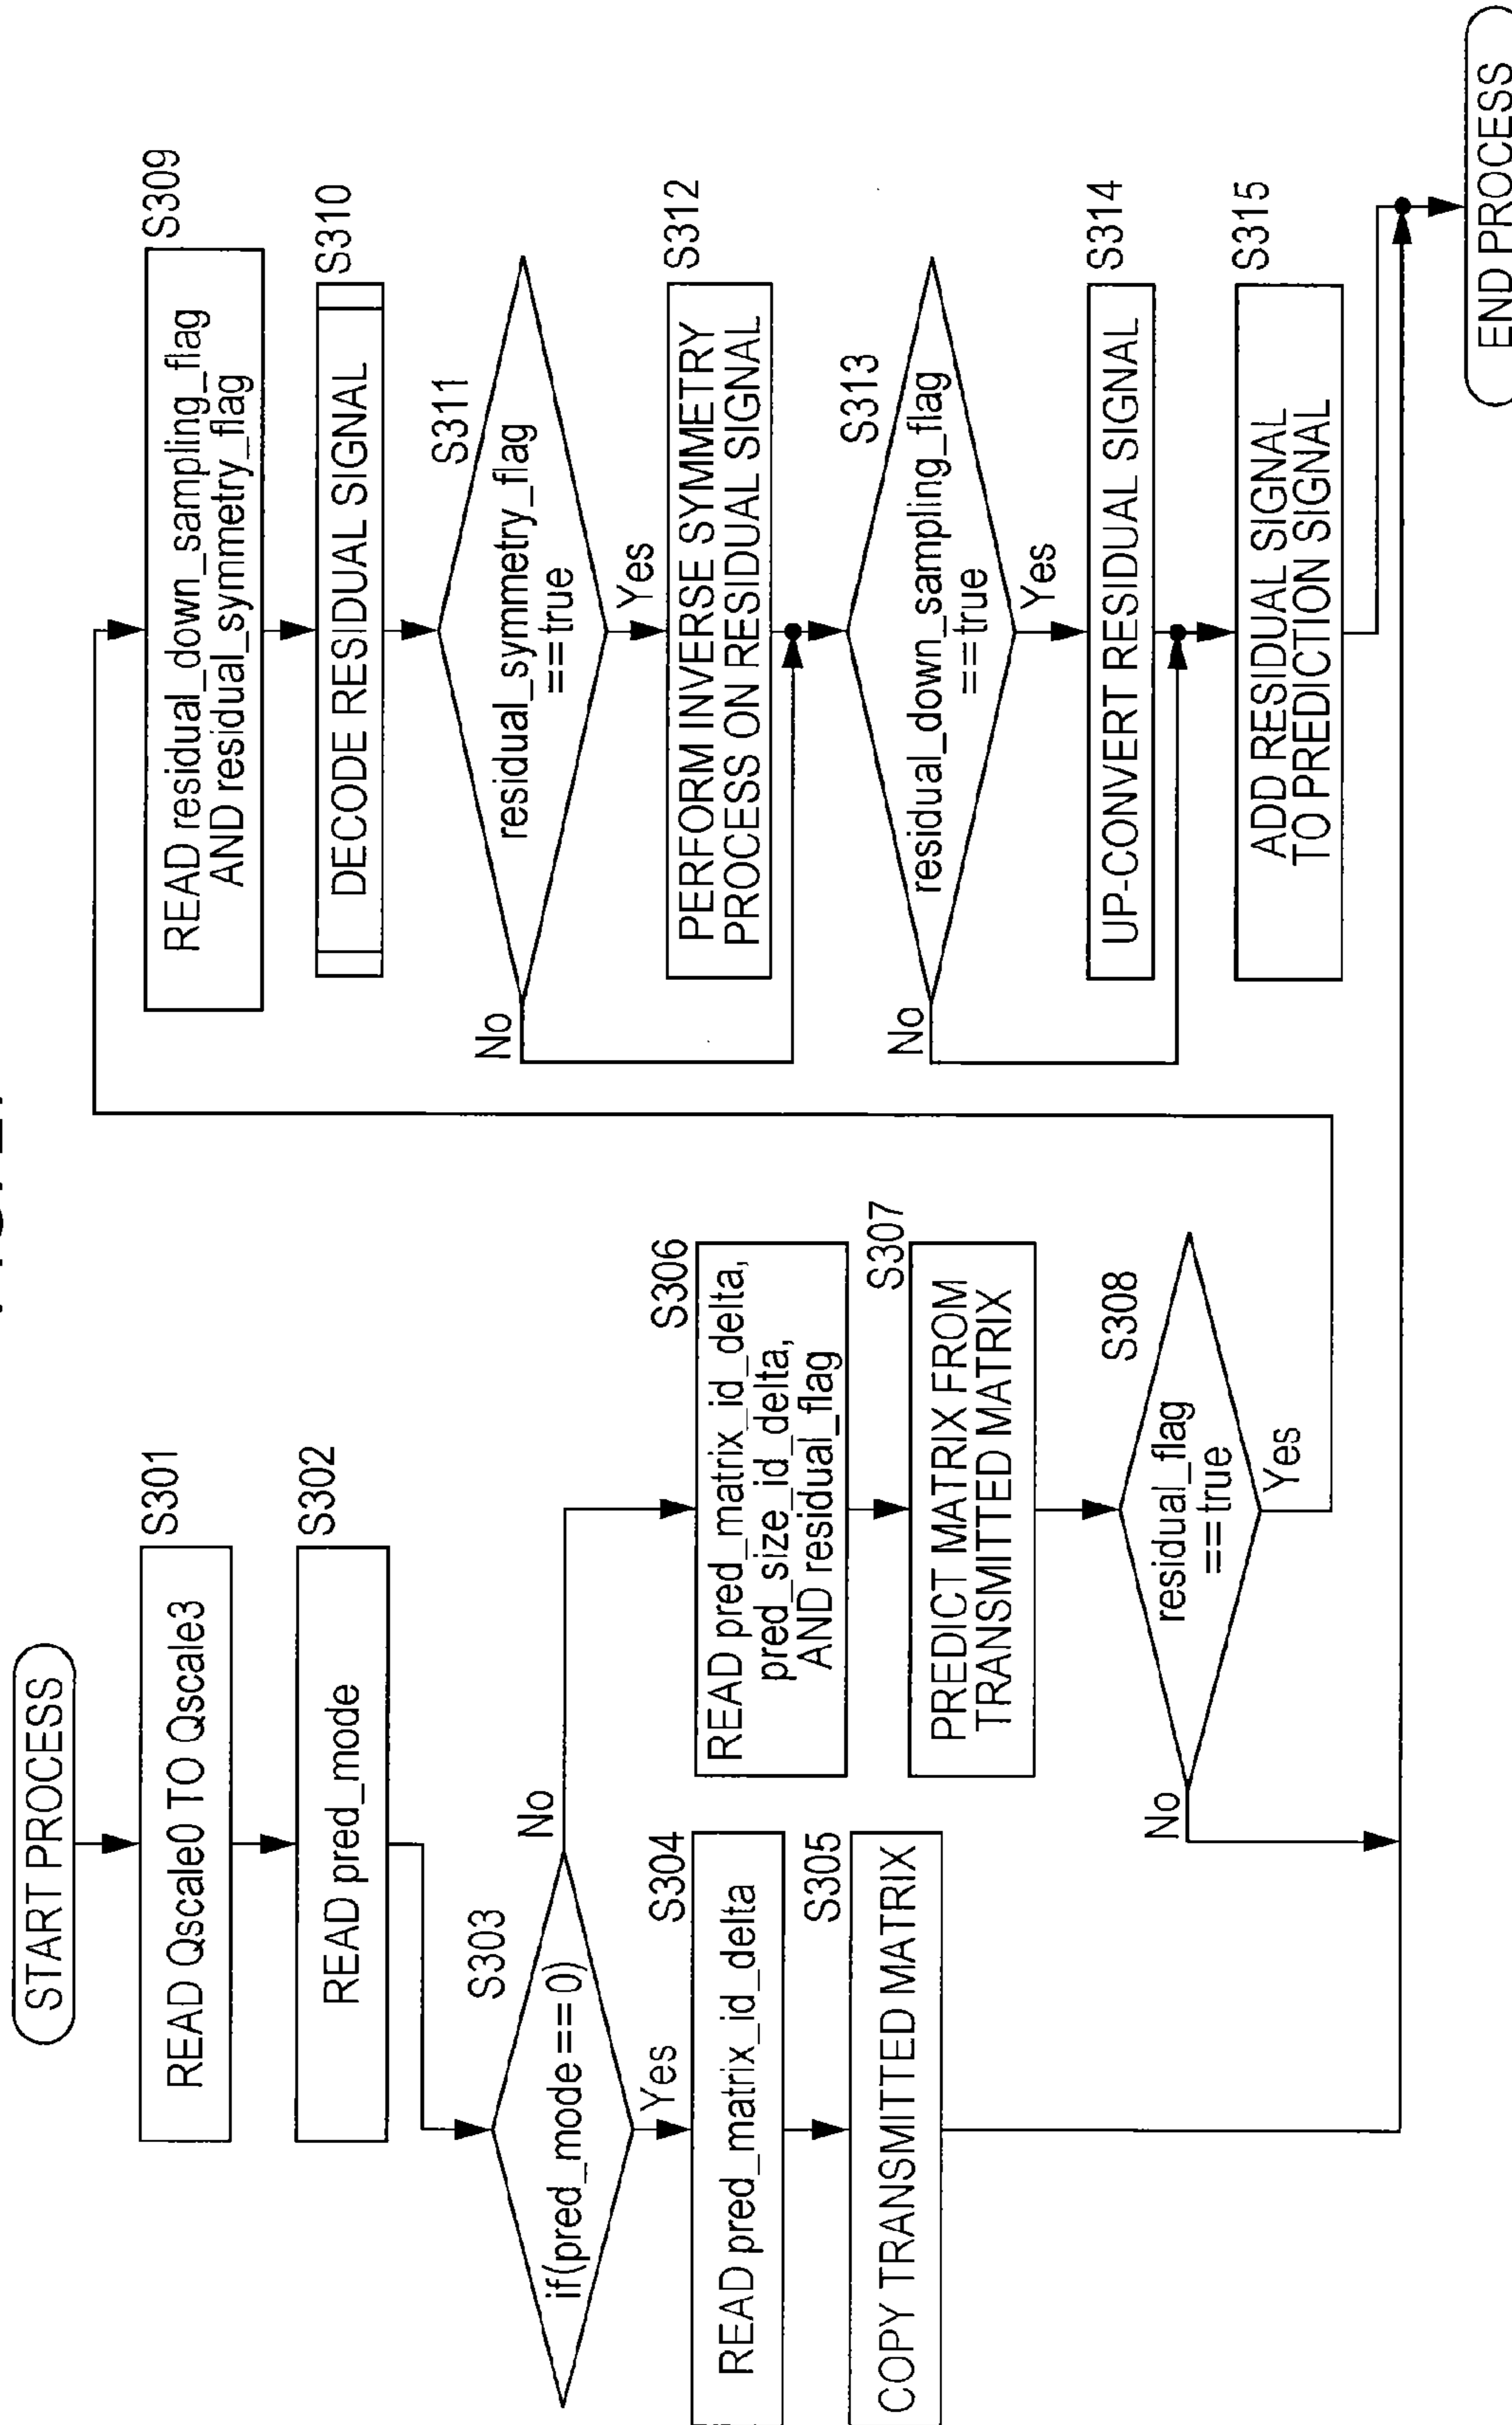 START PROCESS
S301
READ Qscale0 TO Qscale3
S302
READ pred_mode
S303
if(pred_mode == 0)
No
Yes
S304
READ pred_matrix_id_delta
S305
COPY TRANSMITTED MATRIX
S306
READ pred_matrix_id_delta,
pred_size_id_delta,
AND residual_flag
S307
PREDICT MATRIX FROM
TRANSMITTED MATRIX
S308
residual_flag
== true
No
Yes
S309
READ residual_down_sampling_flag
AND residual_symmetry_flag
S310
DECODE RESIDUAL SIGNAL
S311
residual_symmetry_flag
== true
No
Yes
S312
PERFORM INVERSE SYMMETRY
PROCESS ON RESIDUAL SIGNAL
S313
residual_down_sampling_flag
== true
No
Yes
S314
UP-CONVERT RESIDUAL SIGNAL
S315
ADD RESIDUAL SIGNAL
TO PREDICTION SIGNAL
END PROCESS